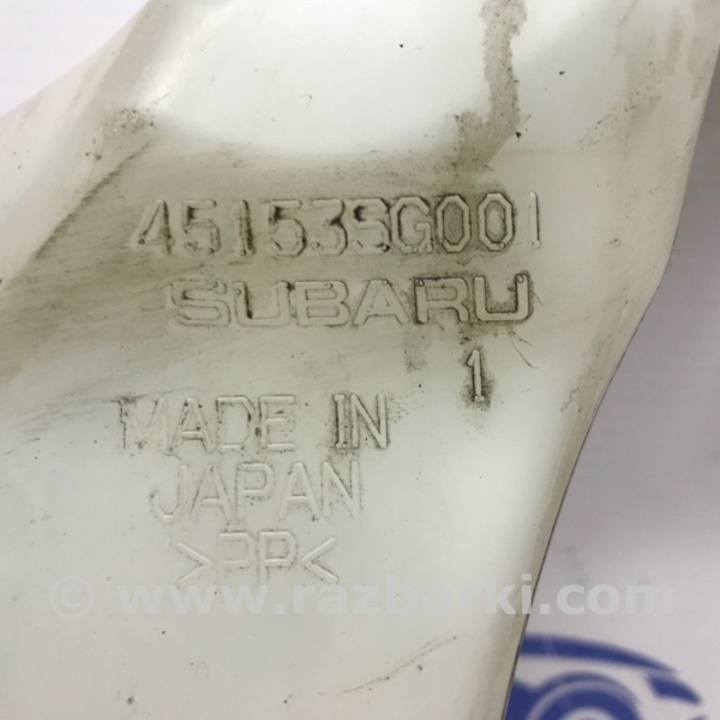 45153SG001
SUBARU
1
MADE IN
JAPAN
>PP<
© www.razborki.com